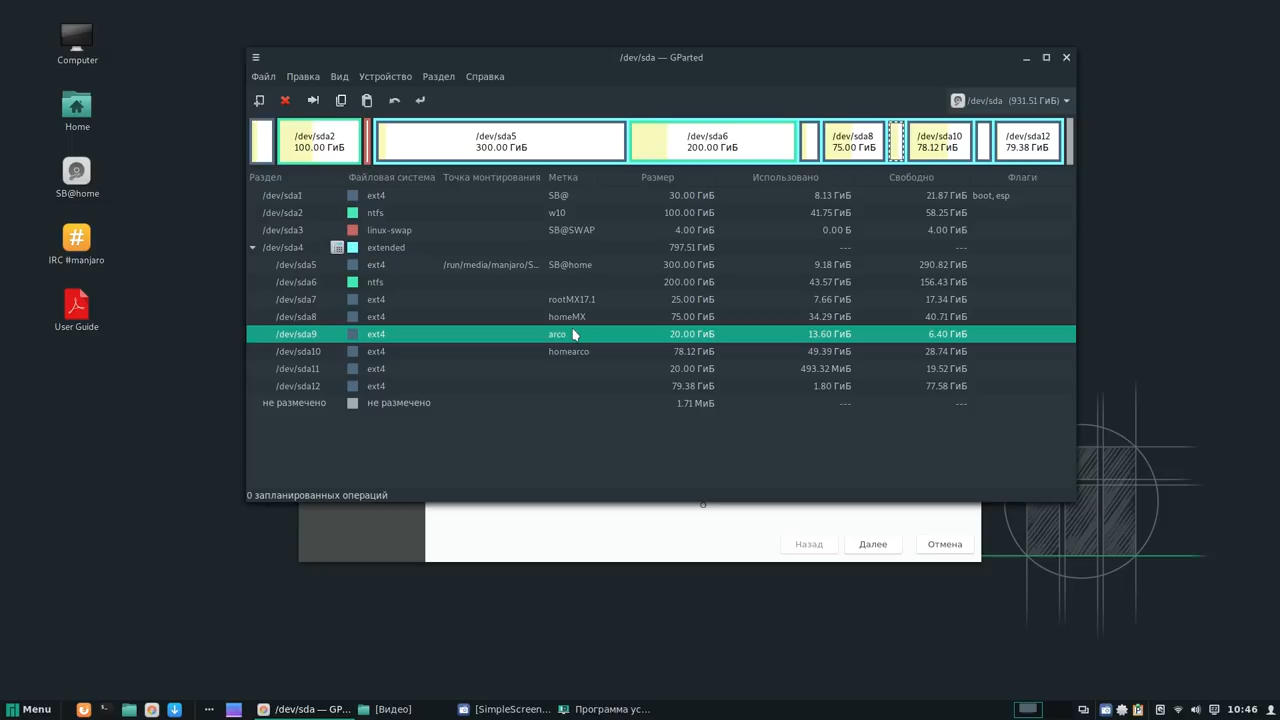 Computer
Home
SB@home
IRC #manjaro
User Guide
/dev/sda — GParted
Файл Правка Вид Устройство Раздел Справка
/dev/sda (931.51 ГиБ)
/dev/sda2
100.00 ГиБ
/dev/sda5
300.00 ГиБ
/dev/sda6
200.00 ГиБ
/dev/sda8
75.00 ГиБ
/dev/sda10
78.12 ГиБ
/dev/sda12
79.38 ГиБ
Раздел Файловая система Точка монтирования Метка Размер Использовано Свободно Флаги
/dev/sda1 ext4 SB@ 30.00 ГиБ 8.13 ГиБ 21.87 ГиБ boot, esp
/dev/sda2 ntfs w10 100.00 ГиБ 41.75 ГиБ 58.25 ГиБ
/dev/sda3 linux-swap SB@SWAP 4.00 ГиБ 0.00 Б 4.00 ГиБ
/dev/sda4 extended 797.51 ГиБ --- ---
/dev/sda5 ext4 /run/media/manjaro/S... SB@home 300.00 ГиБ 9.18 ГиБ 290.82 ГиБ
/dev/sda6 ntfs 200.00 ГиБ 43.57 ГиБ 156.43 ГиБ
/dev/sda7 ext4 rootMX17.1 25.00 ГиБ 7.66 ГиБ 17.34 ГиБ
/dev/sda8 ext4 homeMX 75.00 ГиБ 34.29 ГиБ 40.71 ГиБ
/dev/sda9 ext4 arco 20.00 ГиБ 13.60 ГиБ 6.40 ГиБ
/dev/sda10 ext4 homearco 78.12 ГиБ 49.39 ГиБ 28.74 ГиБ
/dev/sda11 ext4 20.00 ГиБ 493.32 МиБ 19.52 ГиБ
/dev/sda12 ext4 79.38 ГиБ 1.80 ГиБ 77.58 ГиБ
не размечено не размечено 1.71 МиБ --- ---
0 запланированных операций
Назад Далее Отмена
Menu /dev/sda — GP... [Видео] [SimpleScreen... Программа ус... 10:46